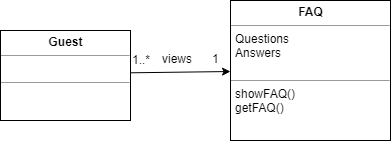 FAQ
Questions
Answers
showFAQ()
getFAQ()
Guest
1..* views 1